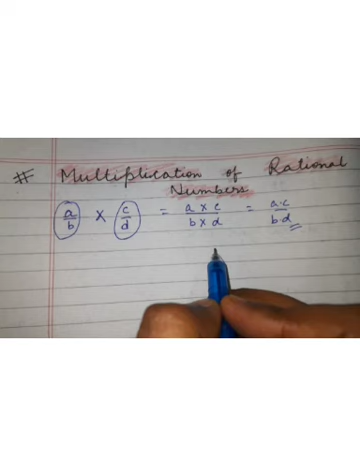 # Multiplication of Rational
Numbers
a/b × c/d = a × c / b × d = a·c / b·d